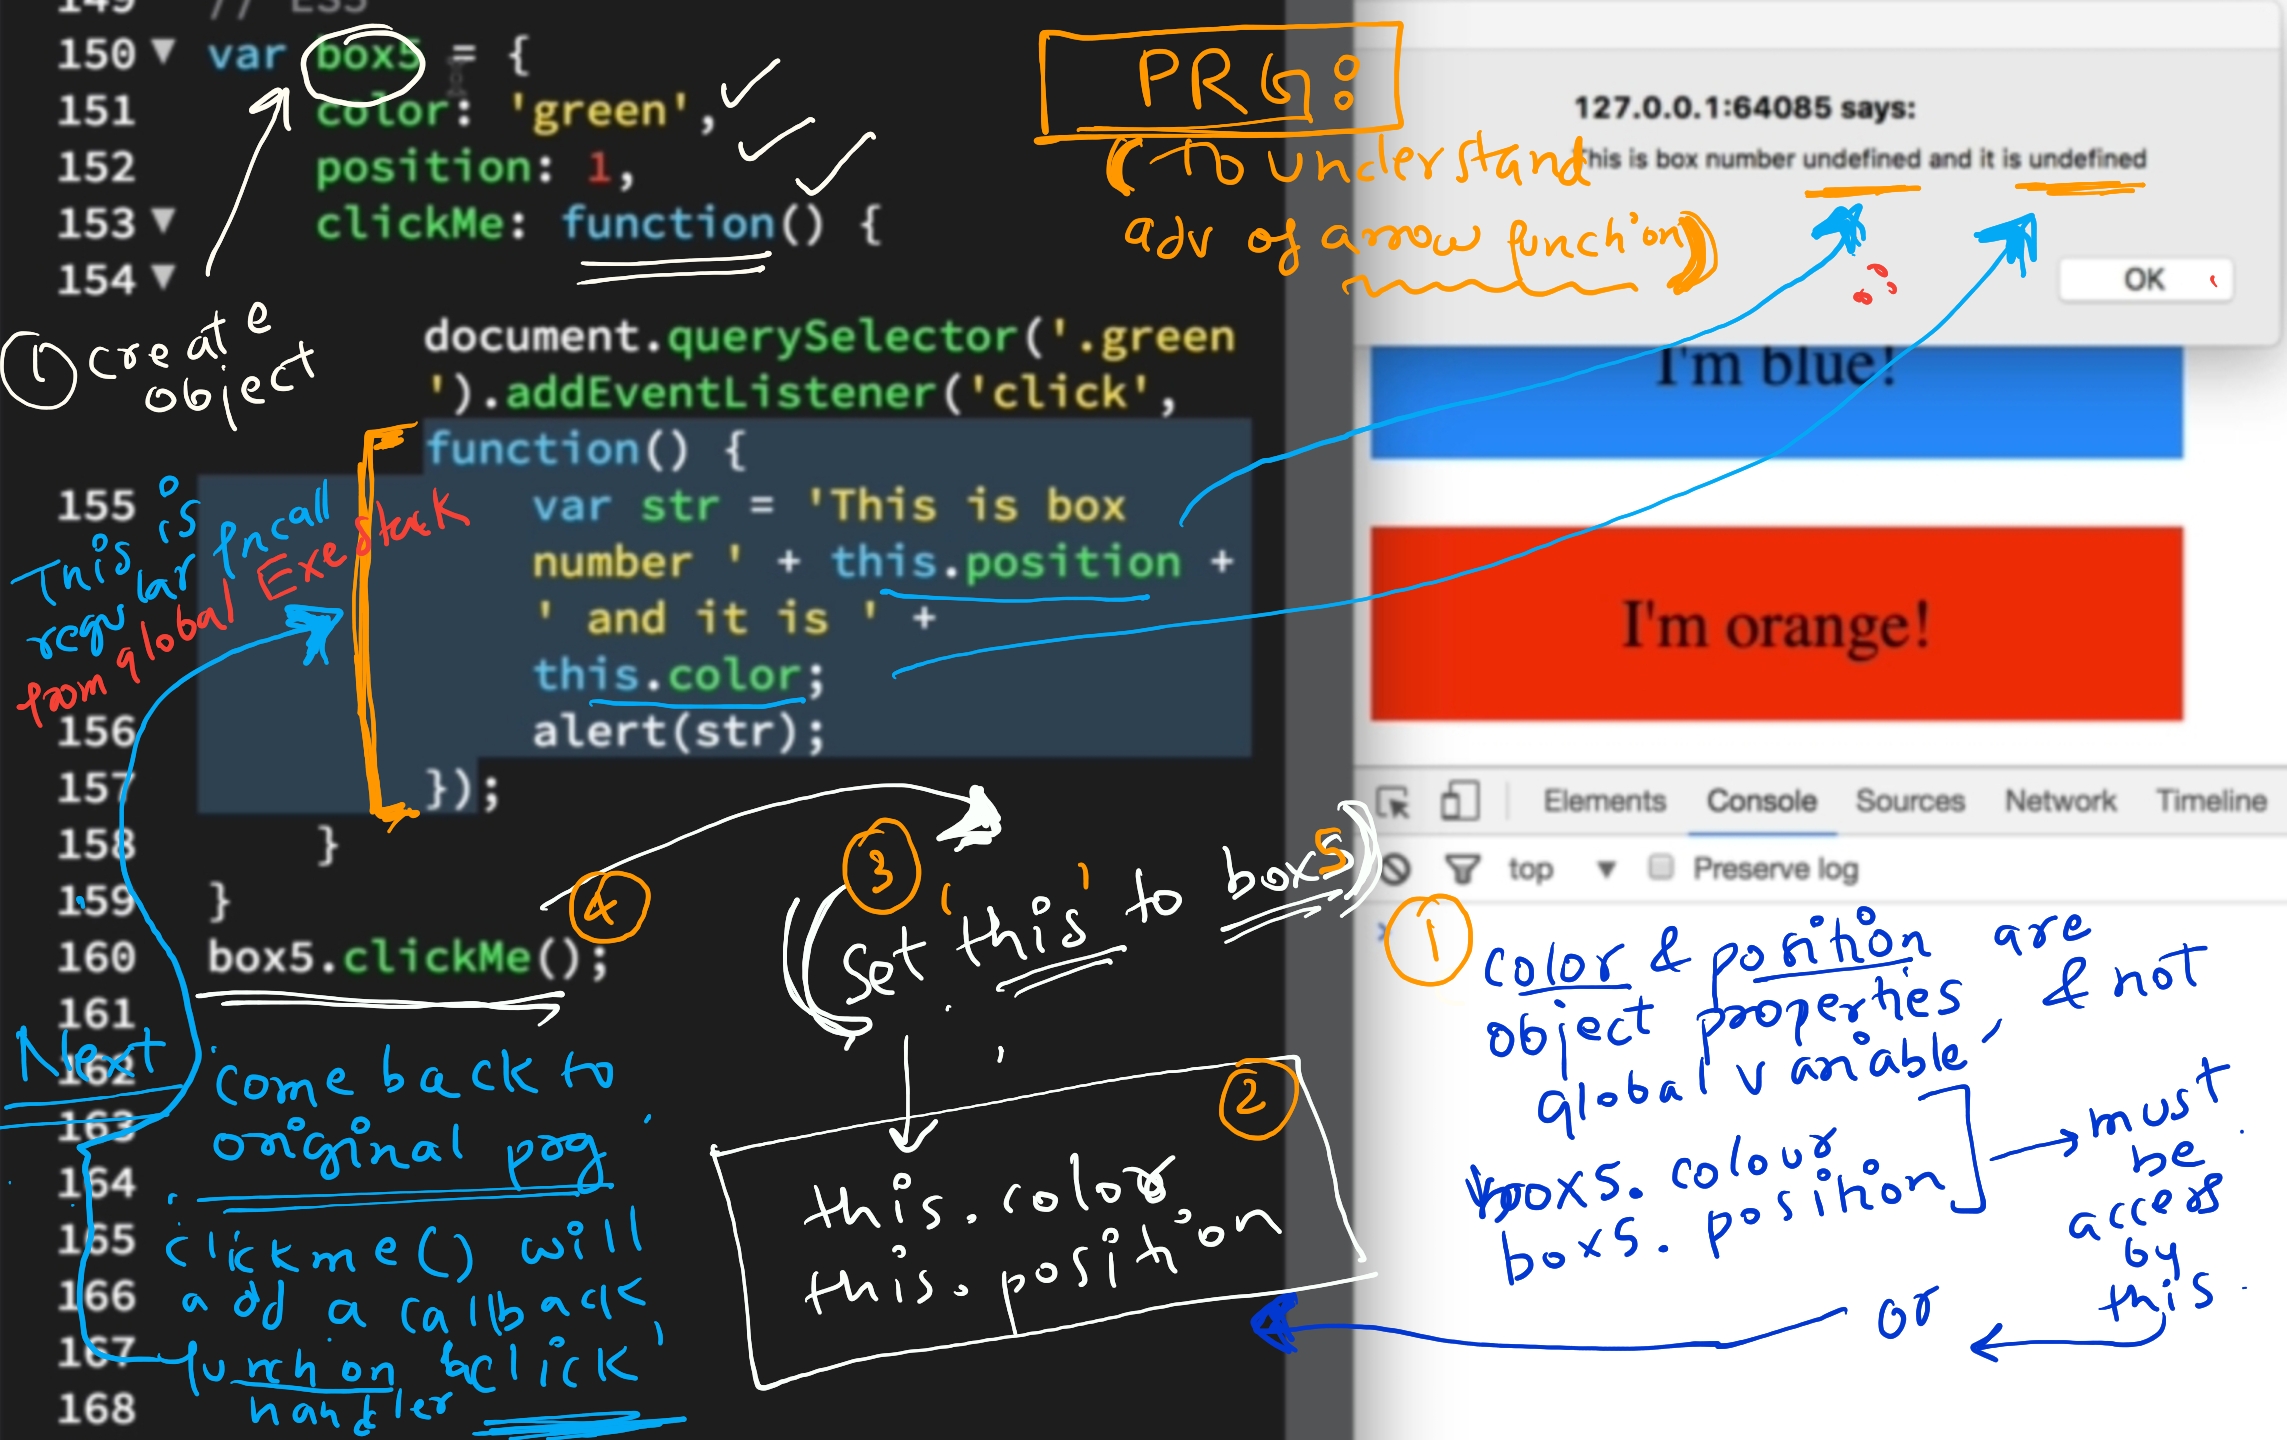 149 // ES5
150 var box5 = {
151 color: 'green',
152 position: 1,
153 clickMe: function() {
154
document.querySelector('.green
').addEventListener('click',
function() {
155 var str = 'This is box
number ' + this.position +
' and it is ' +
this.color;
156 alert(str);
157 });
158 }
159 }
160 box5.clickMe();
161
162
163
164
165
166
167
168
PRG:
(To understand
adv of arrow function)
127.0.0.1:64085 says:
This is box number undefined and it is undefined
OK
I'm blue!
I'm orange!
Elements Console Sources Network Timeline
top Preserve log
1 create
object
This is
regular fncall
from global Exe stack
4
3
(Set 'this' to box5)
2
this.color
this.position
1
color & position are
object properties, & not
global variable
box5.colour
box5.position
must
be
access
by
this.
or
Next
come back to
original prg
clickme() will
add a callback
function to click
handler